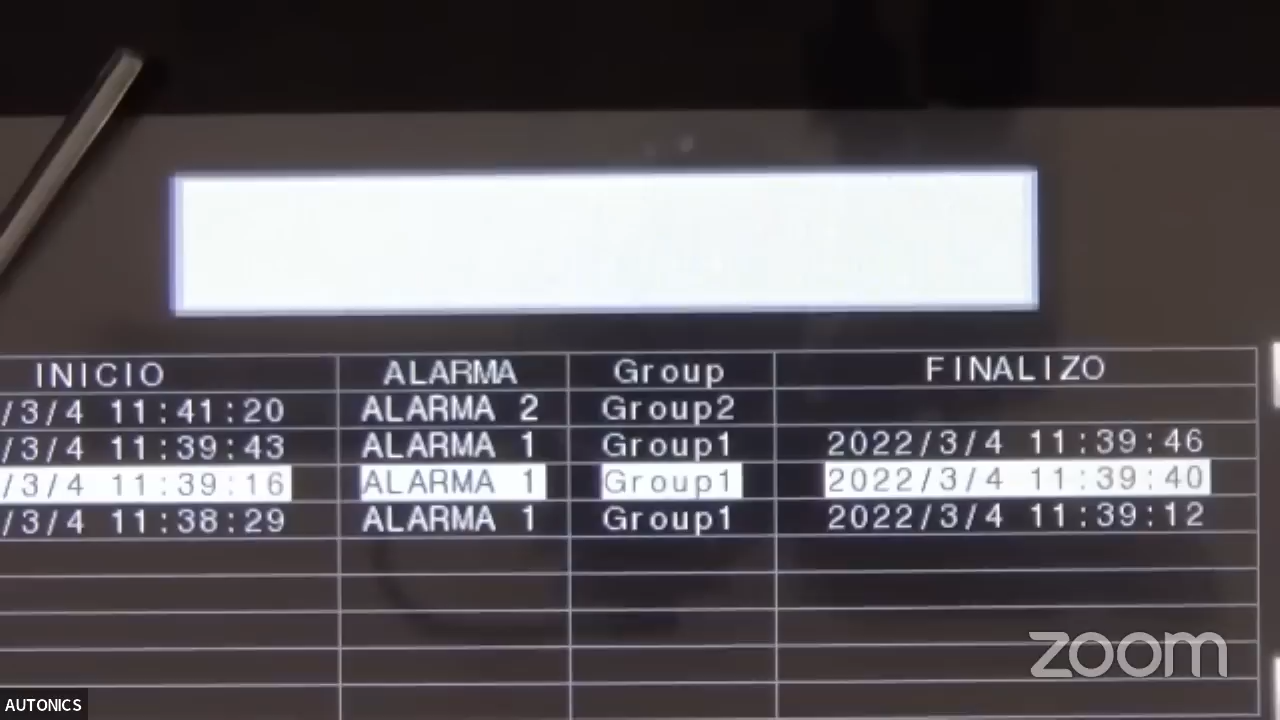 INICIO ALARMA Group FINALIZO
/3/4 11:41:20 ALARMA 2 Group2
/3/4 11:39:43 ALARMA 1 Group1 2022/3/4 11:39:46
/3/4 11:39:16 ALARMA 1 Group1 2022/3/4 11:39:40
/3/4 11:38:29 ALARMA 1 Group1 2022/3/4 11:39:12
zoom
AUTONICS